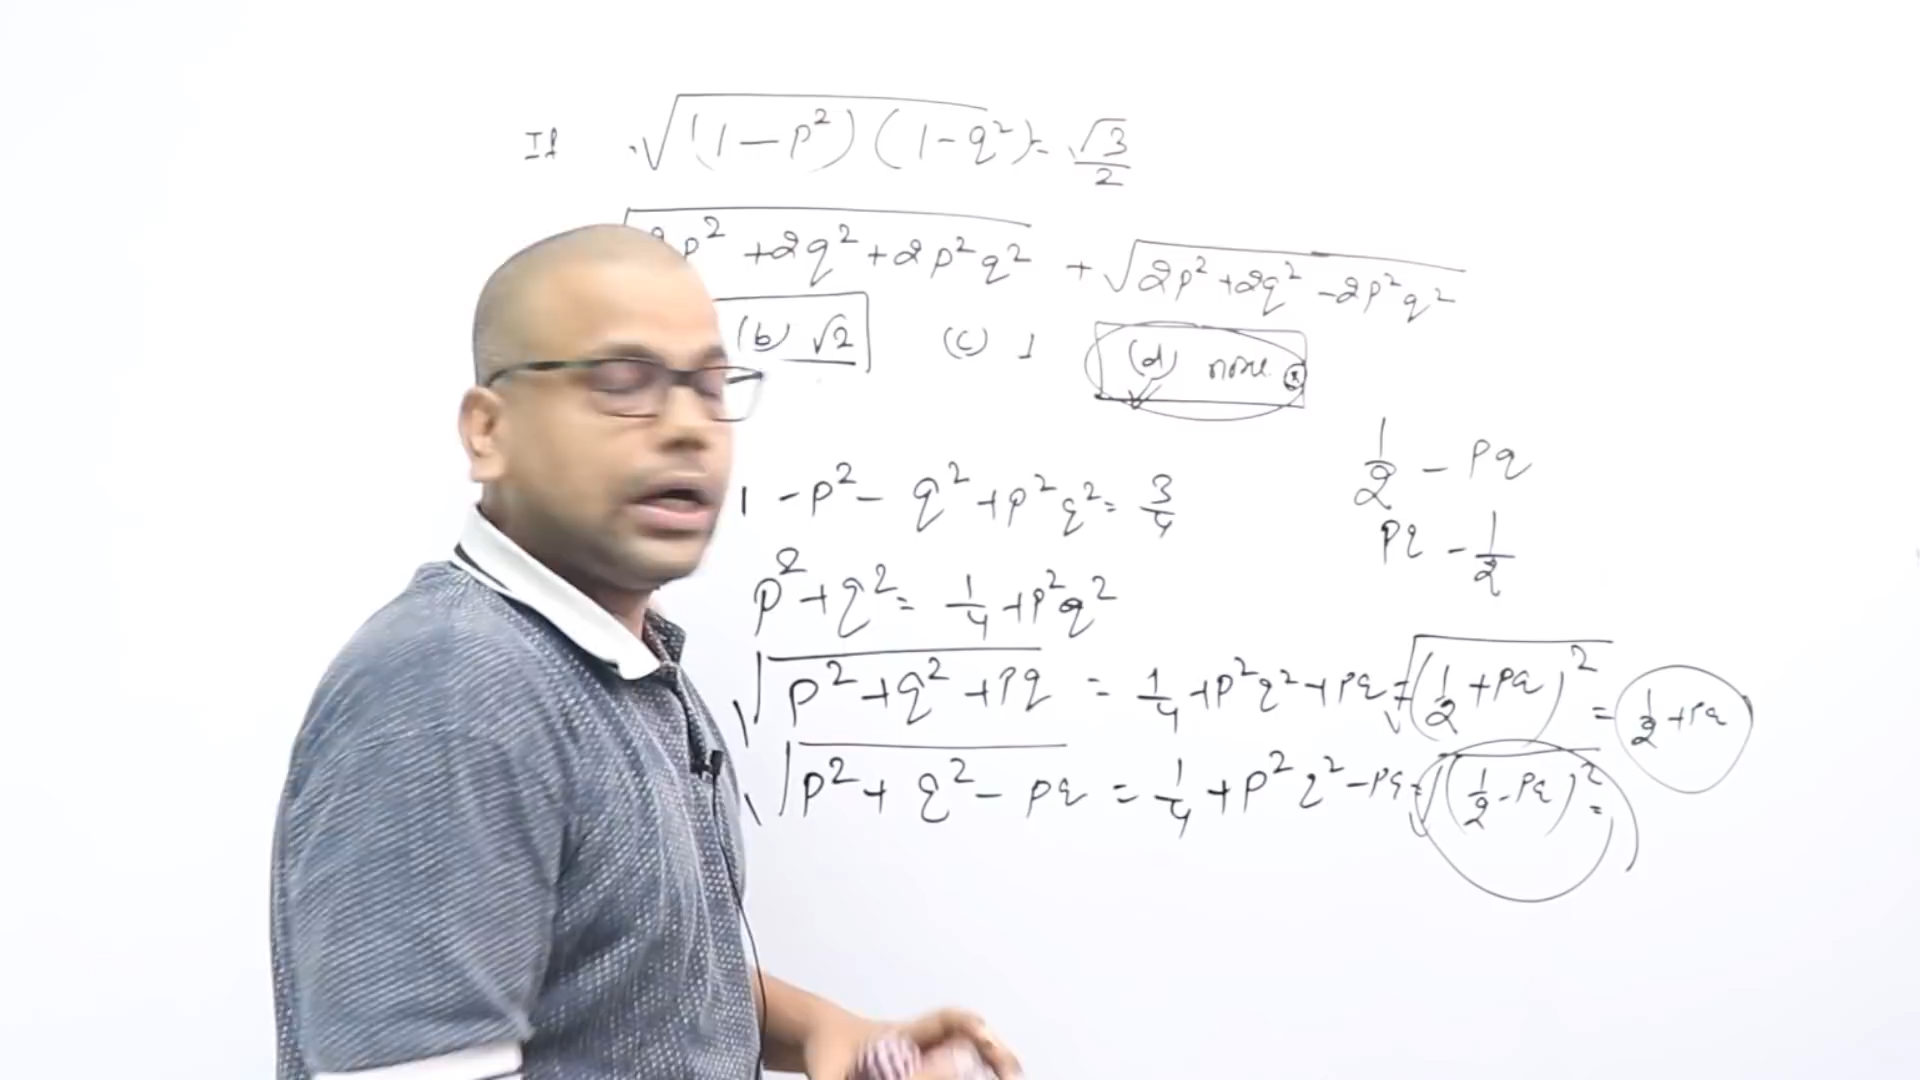 If √(1-p²)(1-q²) = √3/2
p² + 2q² + 2p²q² + √2p² + 2q² - 2p²q²
(b) √2 (c) 1 (d) none
1/2 - pq
pq - 1/2
1 - p² - q² + p²q² = 3/4
p² + q² = 1/4 + p²q²
√p² + q² + pq = 1/4 + p²q² + pq = √(1/2 + pq)² = 1/2 + pq
√p² + q² - pq = 1/4 + p²q² - pq = √(1/2 - pq)² =